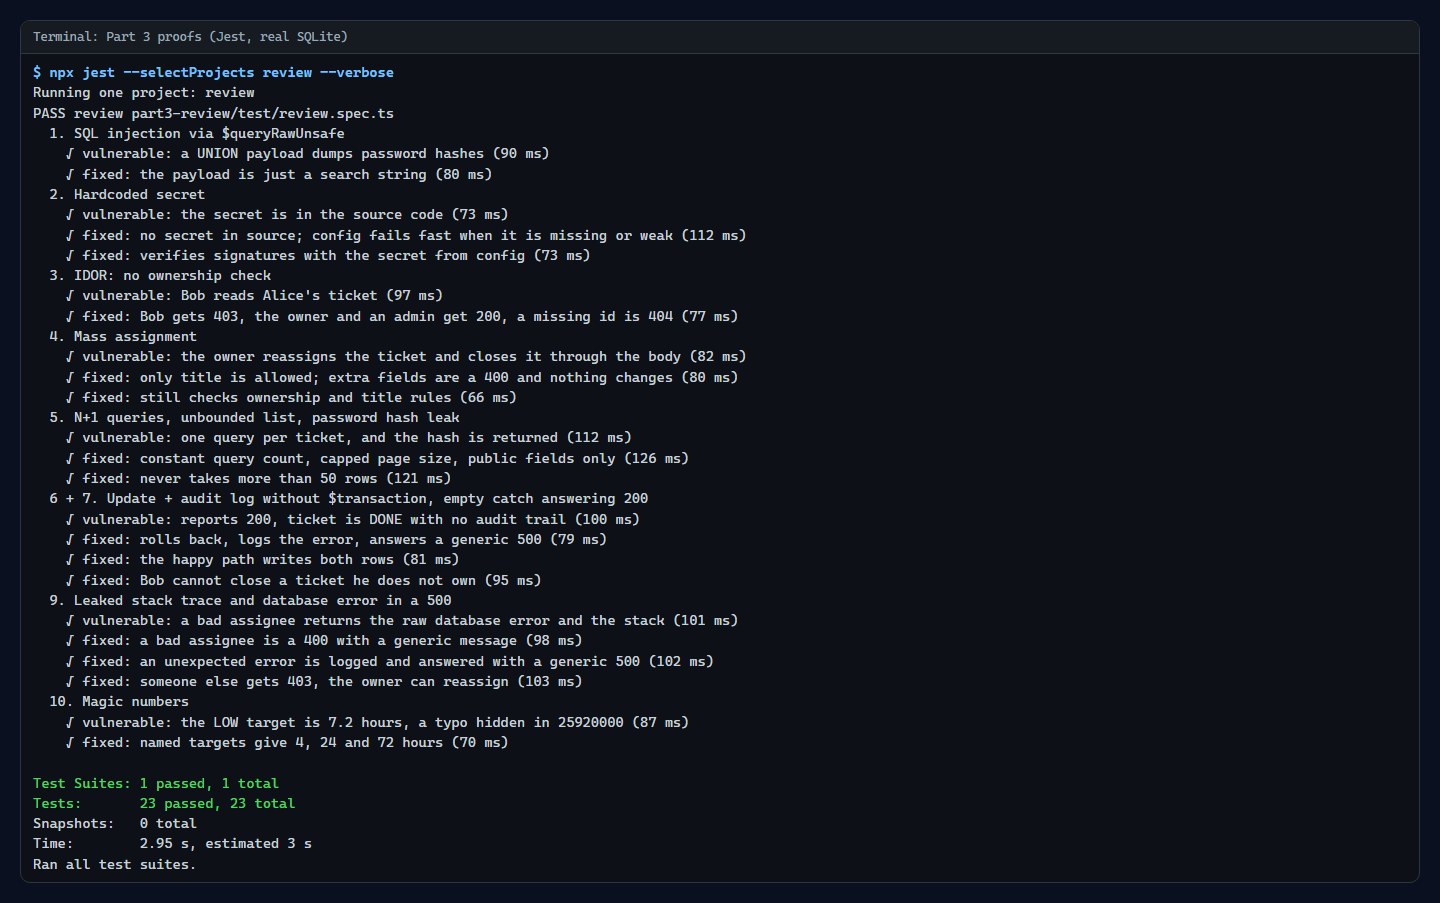 Terminal: Part 3 proofs (Jest, real SQLite)
$ npx jest --selectProjects review --verbose
Running one project: review
PASS review part3-review/test/review.spec.ts
1. SQL injection via $queryRawUnsafe
√ vulnerable: a UNION payload dumps password hashes (90 ms)
√ fixed: the payload is just a search string (80 ms)
2. Hardcoded secret
√ vulnerable: the secret is in the source code (73 ms)
√ fixed: no secret in source; config fails fast when it is missing or weak (112 ms)
√ fixed: verifies signatures with the secret from config (73 ms)
3. IDOR: no ownership check
√ vulnerable: Bob reads Alice's ticket (97 ms)
√ fixed: Bob gets 403, the owner and an admin get 200, a missing id is 404 (77 ms)
4. Mass assignment
√ vulnerable: the owner reassigns the ticket and closes it through the body (82 ms)
√ fixed: only title is allowed; extra fields are a 400 and nothing changes (80 ms)
√ fixed: still checks ownership and title rules (66 ms)
5. N+1 queries, unbounded list, password hash leak
√ vulnerable: one query per ticket, and the hash is returned (112 ms)
√ fixed: constant query count, capped page size, public fields only (126 ms)
√ fixed: never takes more than 50 rows (121 ms)
6 + 7. Update + audit log without $transaction, empty catch answering 200
√ vulnerable: reports 200, ticket is DONE with no audit trail (100 ms)
√ fixed: rolls back, logs the error, answers a generic 500 (79 ms)
√ fixed: the happy path writes both rows (81 ms)
√ fixed: Bob cannot close a ticket he does not own (95 ms)
9. Leaked stack trace and database error in a 500
√ vulnerable: a bad assignee returns the raw database error and the stack (101 ms)
√ fixed: a bad assignee is a 400 with a generic message (98 ms)
√ fixed: an unexpected error is logged and answered with a generic 500 (102 ms)
√ fixed: someone else gets 403, the owner can reassign (103 ms)
10. Magic numbers
√ vulnerable: the LOW target is 7.2 hours, a typo hidden in 25920000 (87 ms)
√ fixed: named targets give 4, 24 and 72 hours (70 ms)
Test Suites: 1 passed, 1 total
Tests: 23 passed, 23 total
Snapshots: 0 total
Time: 2.95 s, estimated 3 s
Ran all test suites.